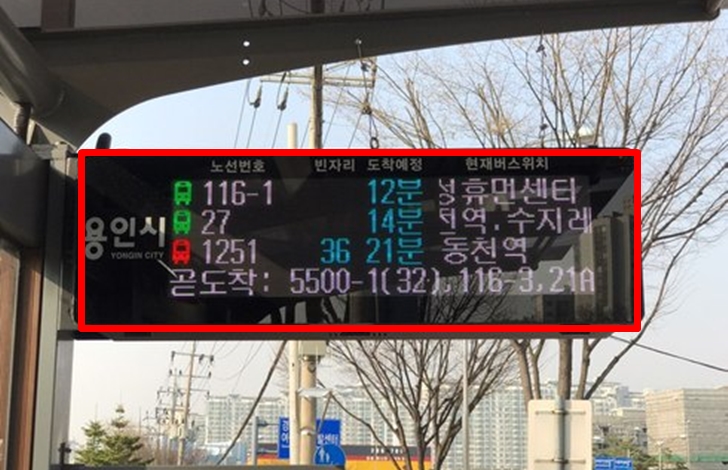 노선번호 빈자리 도착예정 현재버스위치
116-1 12분 휴먼센터
27 14분 역.수지레
용인시
YONGIN CITY
1251 36 21분 동천역
곧도착: 5500-1(32),116-3,21A